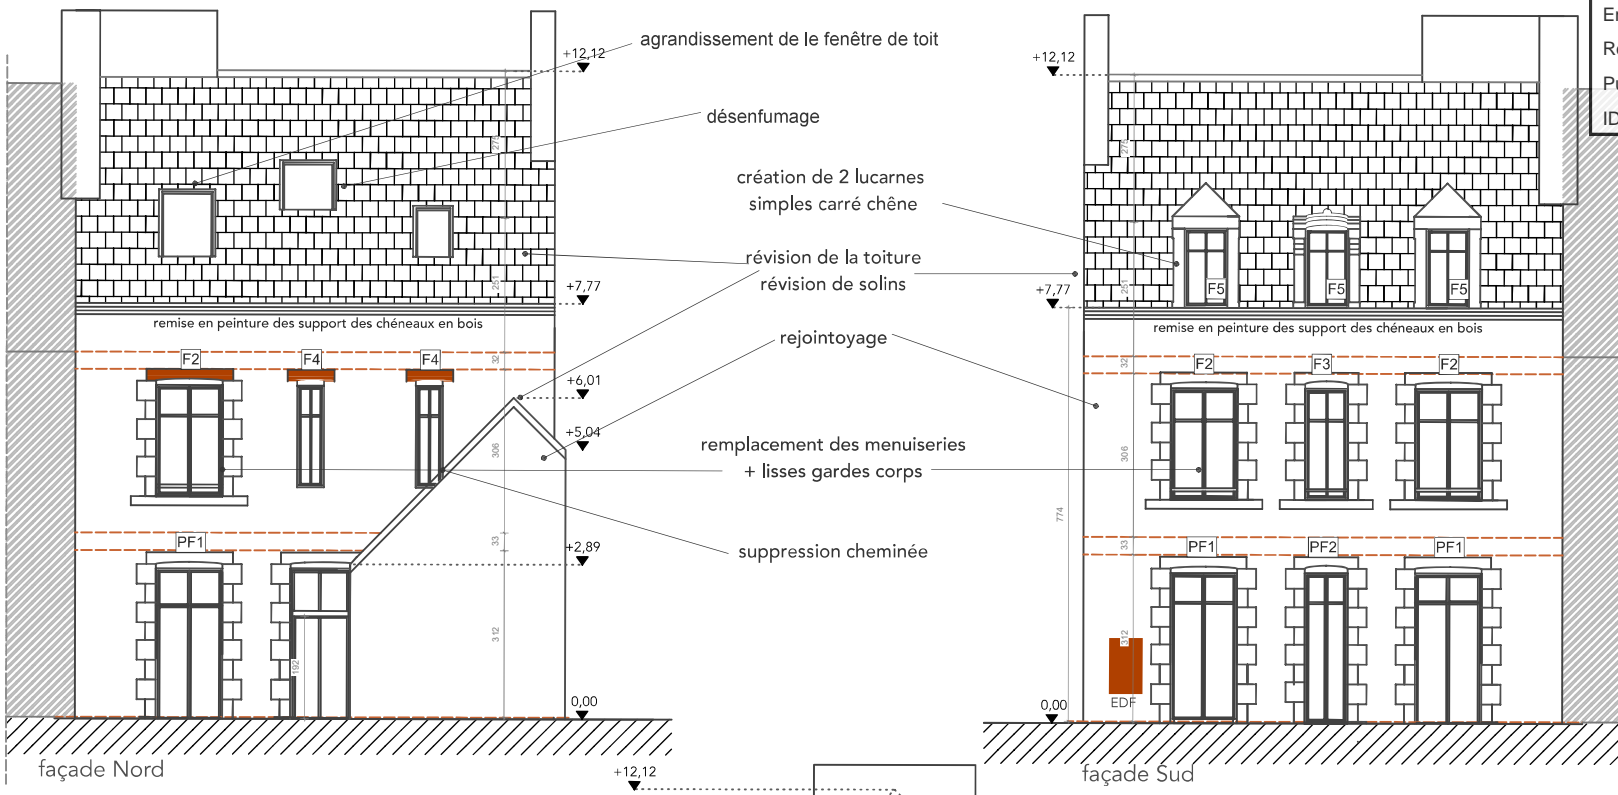 agrandissement de le fenêtre de toit
+12,12
désenfumage
275
251
+7,77
remise en peinture des support des chéneaux en bois
32
F2
F4
F4
+6,01
+5,04
306
33
PF1
+2,89
312
192
0,00
façade Nord
création de 2 lucarnes
simples carré chêne
révision de la toiture
révision de solins
rejointoyage
remplacement des menuiseries
+ lisses gardes corps
suppression cheminée
+12,12
275
251
F5
F5
F5
+7,77
remise en peinture des support des chéneaux en bois
32
F2
F3
F2
306
774
33
PF1
PF2
PF1
312
EDF
0,00
façade Sud
+12,12
ID